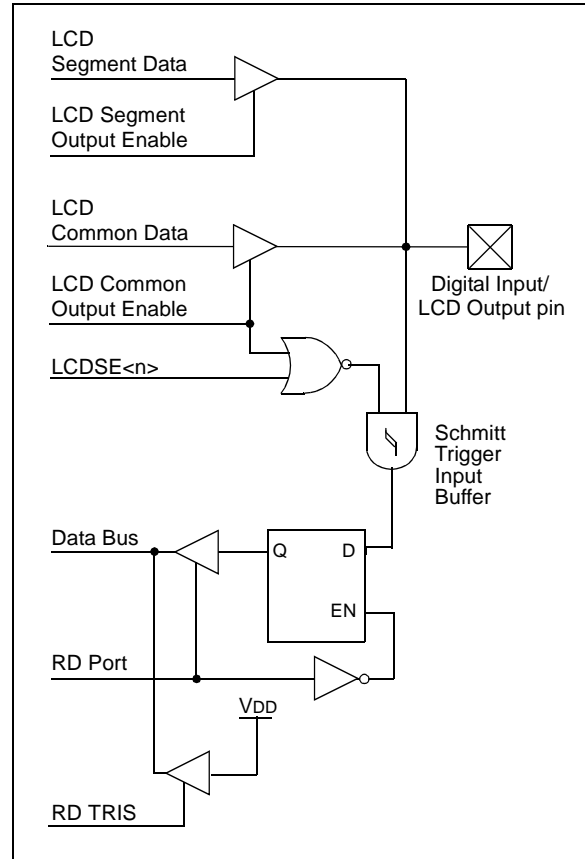 LCD
Segment Data
LCD Segment
Output Enable
LCD
Common Data
LCD Common
Output Enable
Digital Input/
LCD Output pin
LCDSE<n>
Schmitt
Trigger
Input
Buffer
Data Bus
Q
D
EN
RD Port
VDD
RD TRIS